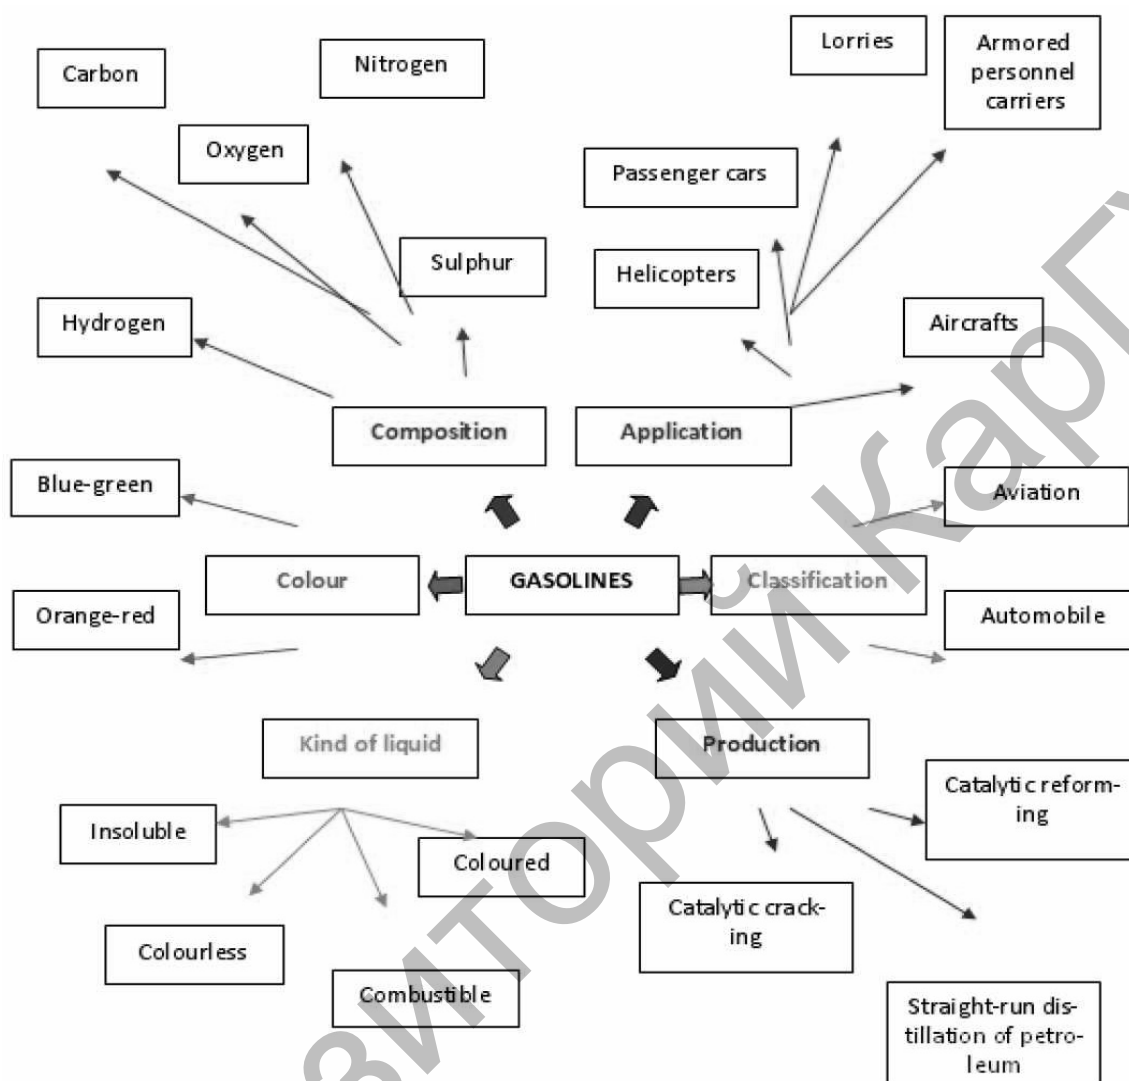 Carbon
Nitrogen
Lorries
Armored
personnel
carriers
Oxygen
Passenger cars
Sulphur
Helicopters
Hydrogen
Aircrafts
Composition
Application
Blue-green
Aviation
Colour
GASOLINES
Classification
Orange-red
Automobile
Kind of liquid
Production
Insoluble
Coloured
Catalytic reform-
ing
Catalytic crack-
ing
Colourless
Combustible
Straight-run dis-
tillation of petro-
leum
зиторий КарГУ